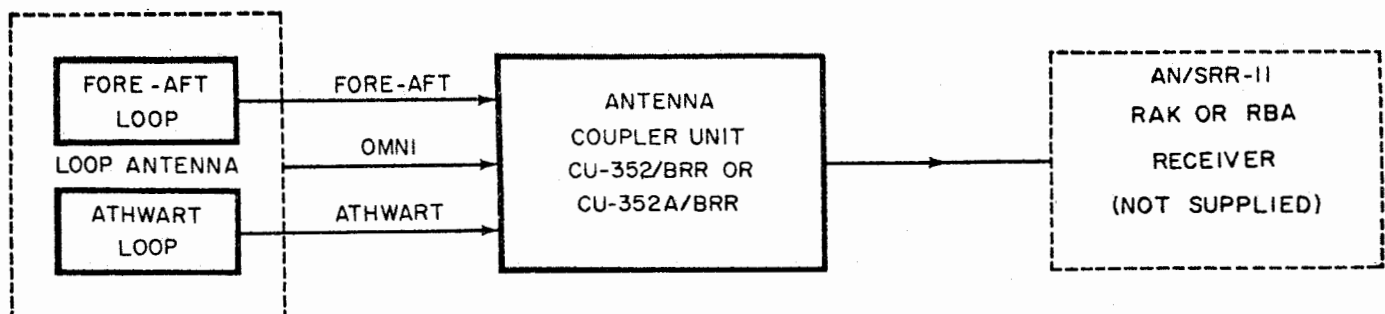 FORE-AFT
LOOP
LOOP ANTENNA
ATHWART
LOOP
FORE-AFT
OMNI
ATHWART
ANTENNA
COUPLER UNIT
CU-352/BRR OR
CU-352A/BRR
AN/SRR-11
RAK OR RBA
RECEIVER
(NOT SUPPLIED)